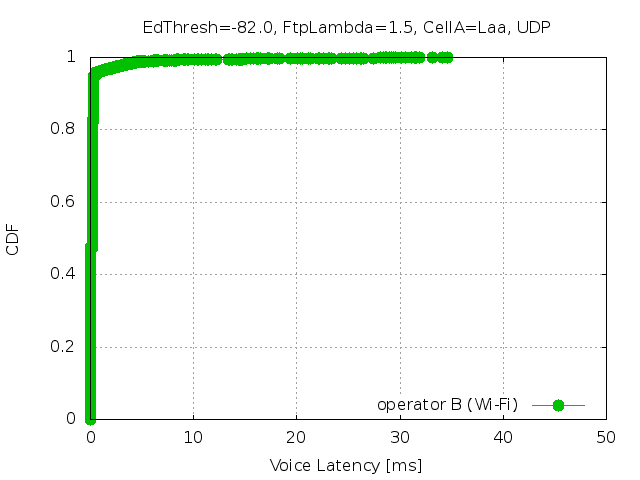 EdThresh=-82.0, FtpLambda=1.5, CellA=Laa, UDP
1
0.8
0.6
0.4
0.2
0
CDF
operator B (Wi-Fi)
0 10 20 30 40 50
Voice Latency [ms]